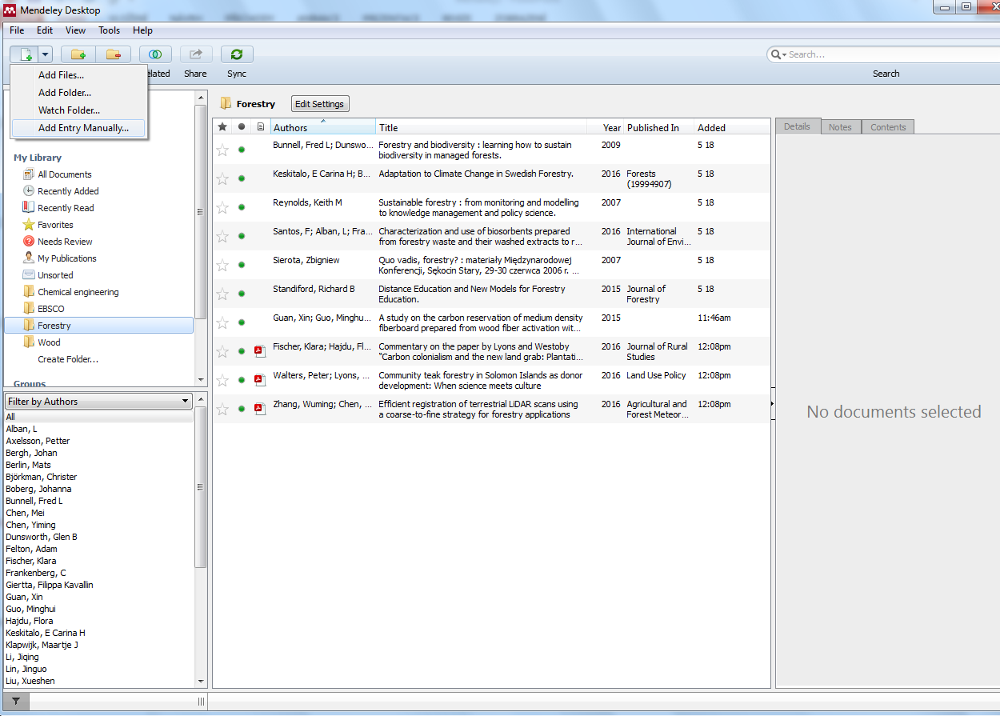 Mendeley Desktop
File Edit View Tools Help
Search...
elated Share Sync Search
Add Files...
Add Folder...
Watch Folder...
Add Entry Manually...
My Library
All Documents
Recently Added
Recently Read
Favorites
Needs Review
My Publications
Unsorted
Chemical engineering
EBSCO
Forestry
Wood
Create Folder...
Groups
Filter by Authors
All
Alban, L
Axelsson, Petter
Bergh, Johan
Berlin, Mats
Björkman, Christer
Boberg, Johanna
Bunnell, Fred L
Chen, Mei
Chen, Yiming
Dunsworth, Glen B
Felton, Adam
Fischer, Klara
Frankenberg, C
Giertta, Filippa Kavallin
Guan, Xin
Guo, Minghui
Hajdu, Flora
Keskitalo, E Carina H
Klapwijk, Maartje J
Li, Jiqing
Lin, Jinguo
Liu, Xueshen
Forestry Edit Settings
Authors Title Year Published In Added
Bunnell, Fred L; Dunswo... Forestry and biodiversity : learning how to sustain 2009 5 18
biodiversity in managed forests.
Keskitalo, E Carina H; B... Adaptation to Climate Change in Swedish Forestry. 2016 Forests 5 18
(19994907)
Reynolds, Keith M Sustainable forestry : from monitoring and modelling 2007 5 18
to knowledge management and policy science.
Santos, F; Alban, L; Fra... Characterization and use of biosorbents prepared 2016 International 5 18
from forestry waste and their washed extracts to r... Journal of Envi...
Sierota, Zbigniew Quo vadis, forestry? : materiały Międzynarodowej 2007 5 18
Konferencji, Sękocin Stary, 29-30 czerwca 2006 r. ...
Standiford, Richard B Distance Education and New Models for Forestry 2015 Journal of 5 18
Education. Forestry
Guan, Xin; Guo, Minghu... A study on the carbon reservation of medium density 2015 11:46am
fiberboard prepared from wood fiber activation wit...
Fischer, Klara; Hajdu, Fl... Commentary on the paper by Lyons and Westoby 2016 Journal of Rural 12:08pm
"Carbon colonialism and the new land grab: Plantati... Studies
Walters, Peter; Lyons, ... Community teak forestry in Solomon Islands as donor 2016 Land Use Policy 12:08pm
development: When science meets culture
Zhang, Wuming; Chen, ... Efficient registration of terrestrial LiDAR scans using 2016 Agricultural and 12:08pm
a coarse-to-fine strategy for forestry applications Forest Meteor...
Details Notes Contents
No documents selected